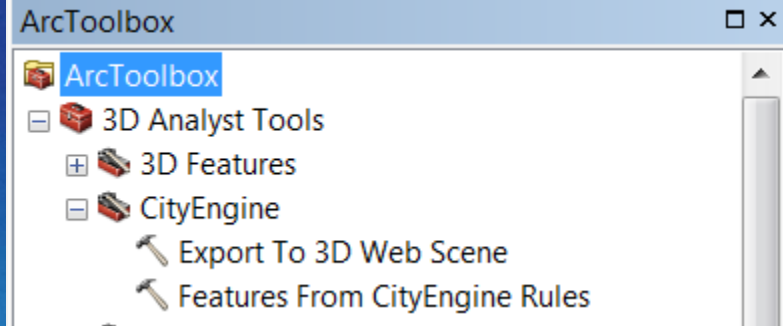 ArcToolbox
ArcToolbox
3D Analyst Tools
3D Features
CityEngine
Export To 3D Web Scene
Features From CityEngine Rules